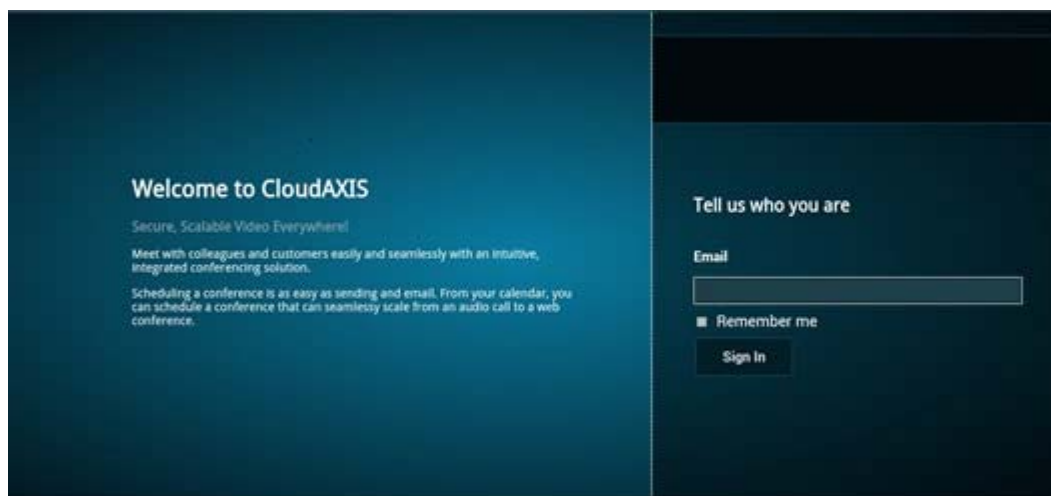 Welcome to CloudAXIS
Secure, Scalable Video Everywhere!
Meet with colleagues and customers easily and seamlessly with an intuitive,
integrated conferencing solution.
Scheduling a conference is as easy as sending and email. From your calendar, you
can schedule a conference that can seamlessy scale from an audio call to a web
conference.
Tell us who you are
Email
Remember me
Sign In